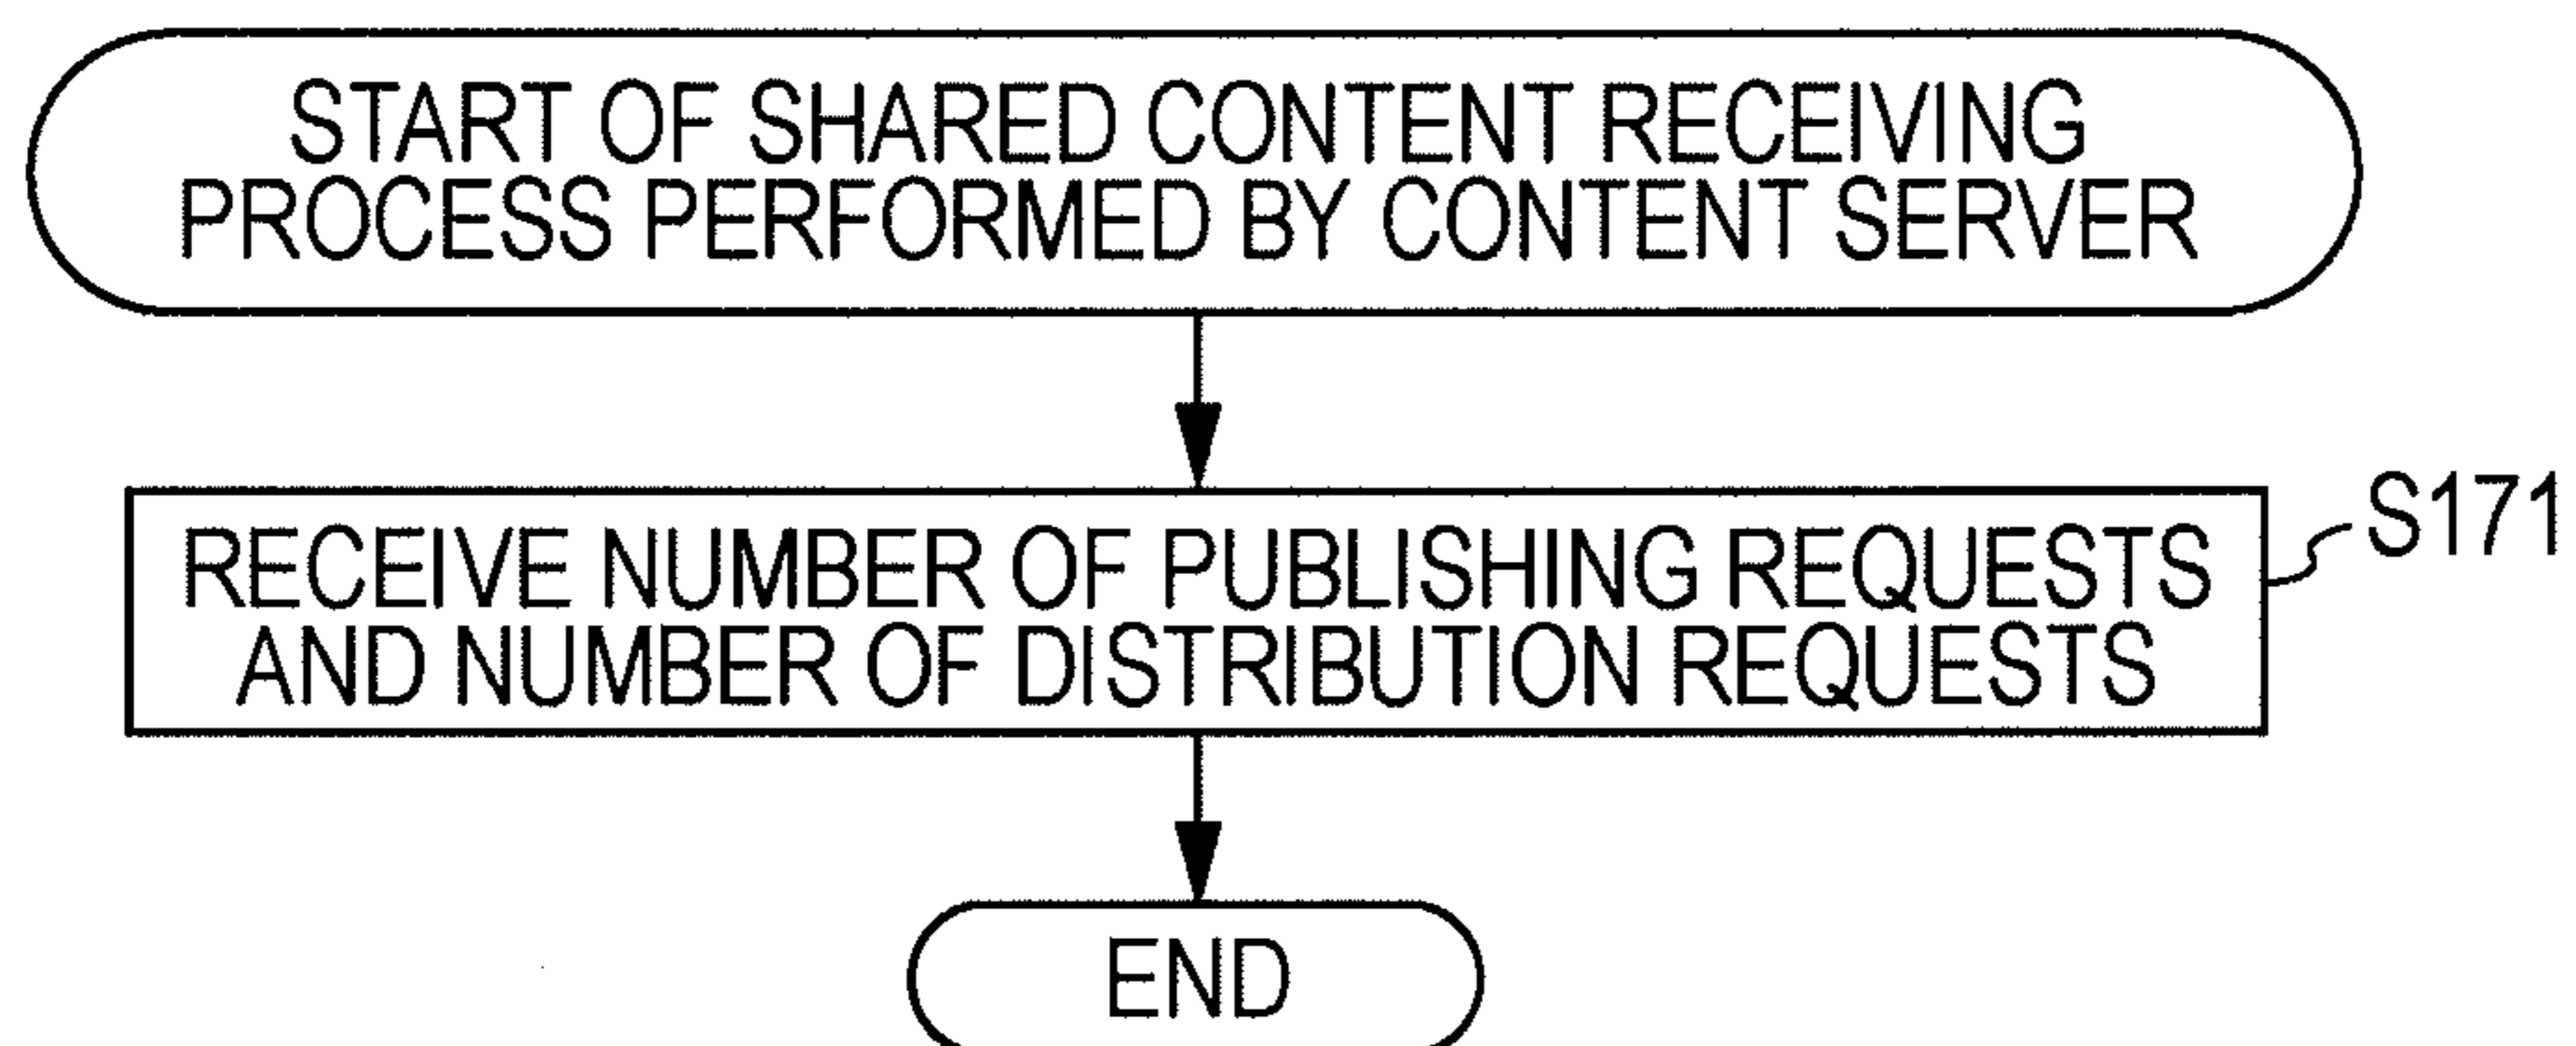 START OF SHARED CONTENT RECEIVING
PROCESS PERFORMED BY CONTENT SERVER
RECEIVE NUMBER OF PUBLISHING REQUESTS
AND NUMBER OF DISTRIBUTION REQUESTS
S171
END